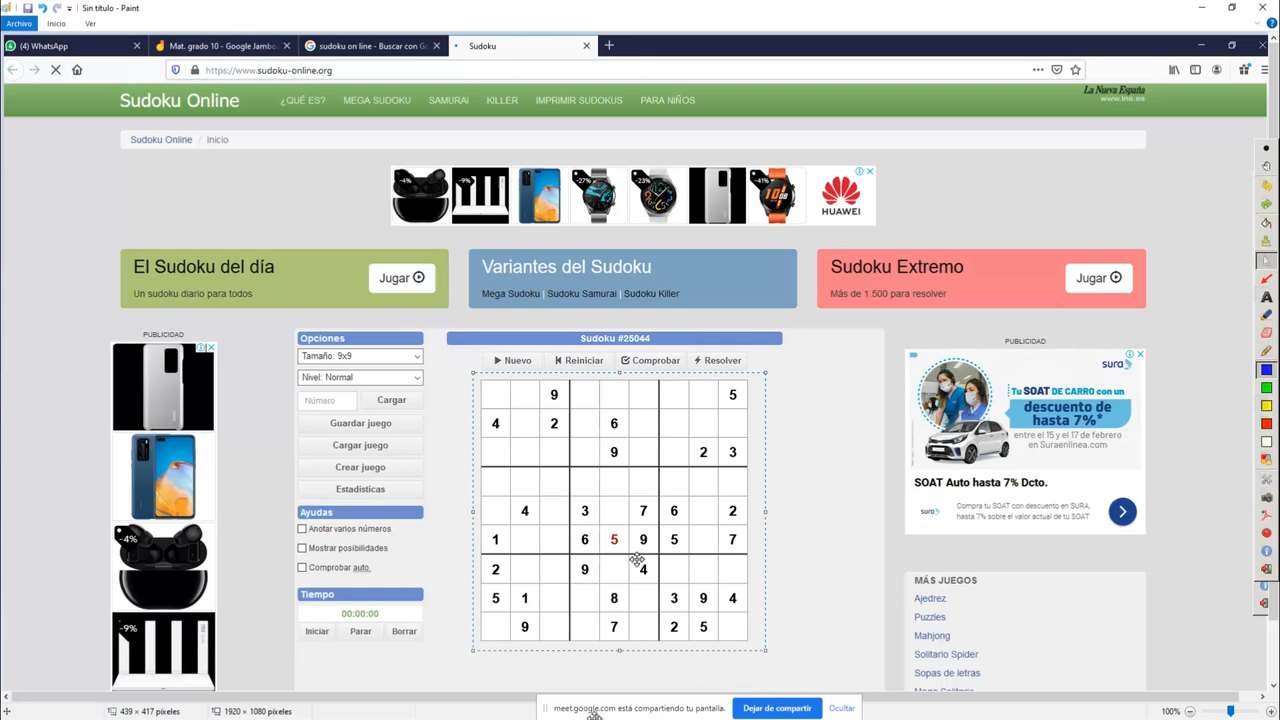 Sin título - Paint
Archivo Inicio Ver
(4) WhatsApp
Mat. grado 10 - Google Jambo
sudoku on line - Buscar con G
Sudoku
https://www.sudoku-online.org
Sudoku Online ¿QUÉ ES? MEGA SUDOKU SAMURAI KILLER IMPRIMIR SUDOKUS PARA NIÑOS
La Nueva España
www.lne.es
Sudoku Online / Inicio
-4% -9% -27% -23% -41%
HUAWEI
El Sudoku del día
Un sudoku diario para todos
Jugar
Variantes del Sudoku
Mega Sudoku | Sudoku Samurai | Sudoku Killer
Sudoku Extremo
Más de 1.500 para resolver
Jugar
PUBLICIDAD
-4%
-9%
Opciones
Tamaño: 9x9
Nivel: Normal
Número Cargar
Guardar juego
Cargar juego
Crear juego
Estadísticas
Ayudas
Anotar varios números
Mostrar posibilidades
Comprobar auto.
Tiempo
00:00:00
Iniciar Parar Borrar
Sudoku #25044
Nuevo Reiniciar Comprobar Resolver
9 5
4 2 6
9 2 3
4 3 7 6 2
1 6 5 9 5 7
2 9 4
5 1 8 3 9 4
9 7 2 5
PUBLICIDAD
sura
Tu SOAT DE CARRO con un
descuento de
hasta 7%*
entre el 15 y el 17 de febrero
en Suraenlinea.com
SOAT Auto hasta 7% Dcto.
sura
Compra tu SOAT con descuento en SURA,
hasta 7% sobre el valor actual de tu SOAT
MÁS JUEGOS
Ajedrez
Puzzles
Mahjong
Solitario Spider
Sopas de letras
meet.google.com está compartiendo tu pantalla. Dejar de compartir Ocultar
439 × 417 píxeles 1920 × 1080 píxeles 100%